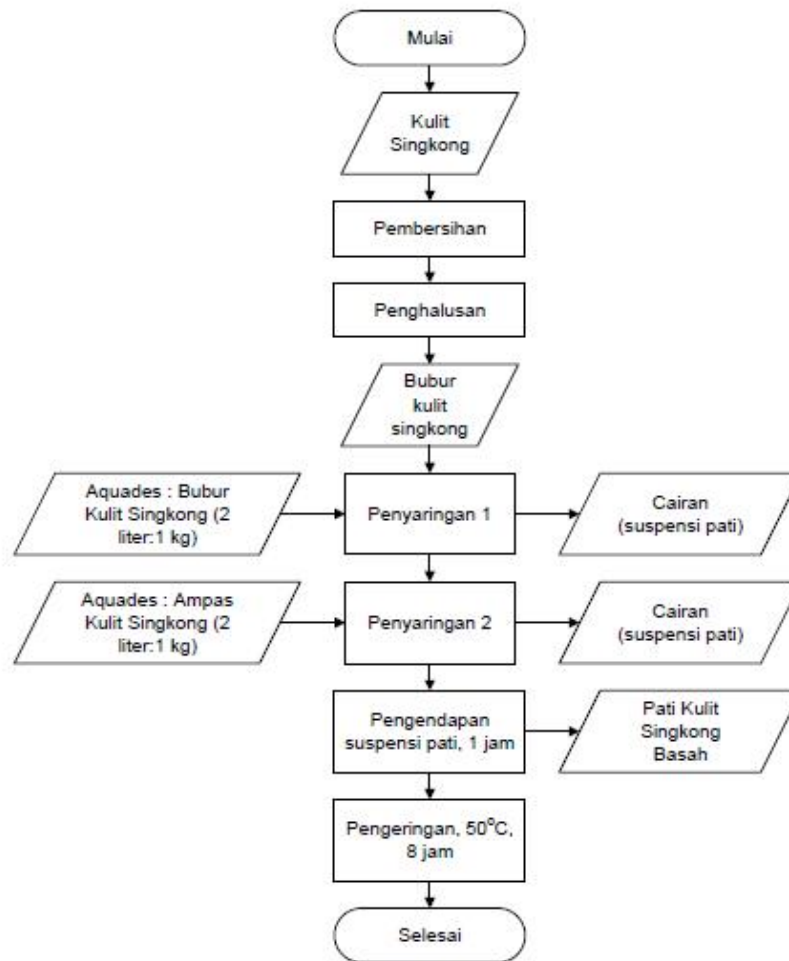 Mulai
Kulit
Singkong
Pembersihan
Penghalusan
Bubur
kulit
singkong
Aquades : Bubur
Kulit Singkong (2
liter:1 kg)
Penyaringan 1
Cairan
(suspensi pati)
Aquades : Ampas
Kulit Singkong (2
liter:1 kg)
Penyaringan 2
Cairan
(suspensi pati)
Pengendapan
suspensi pati, 1 jam
Pati Kulit
Singkong
Basah
Pengeringan, 50⁰C,
8 jam
Selesai